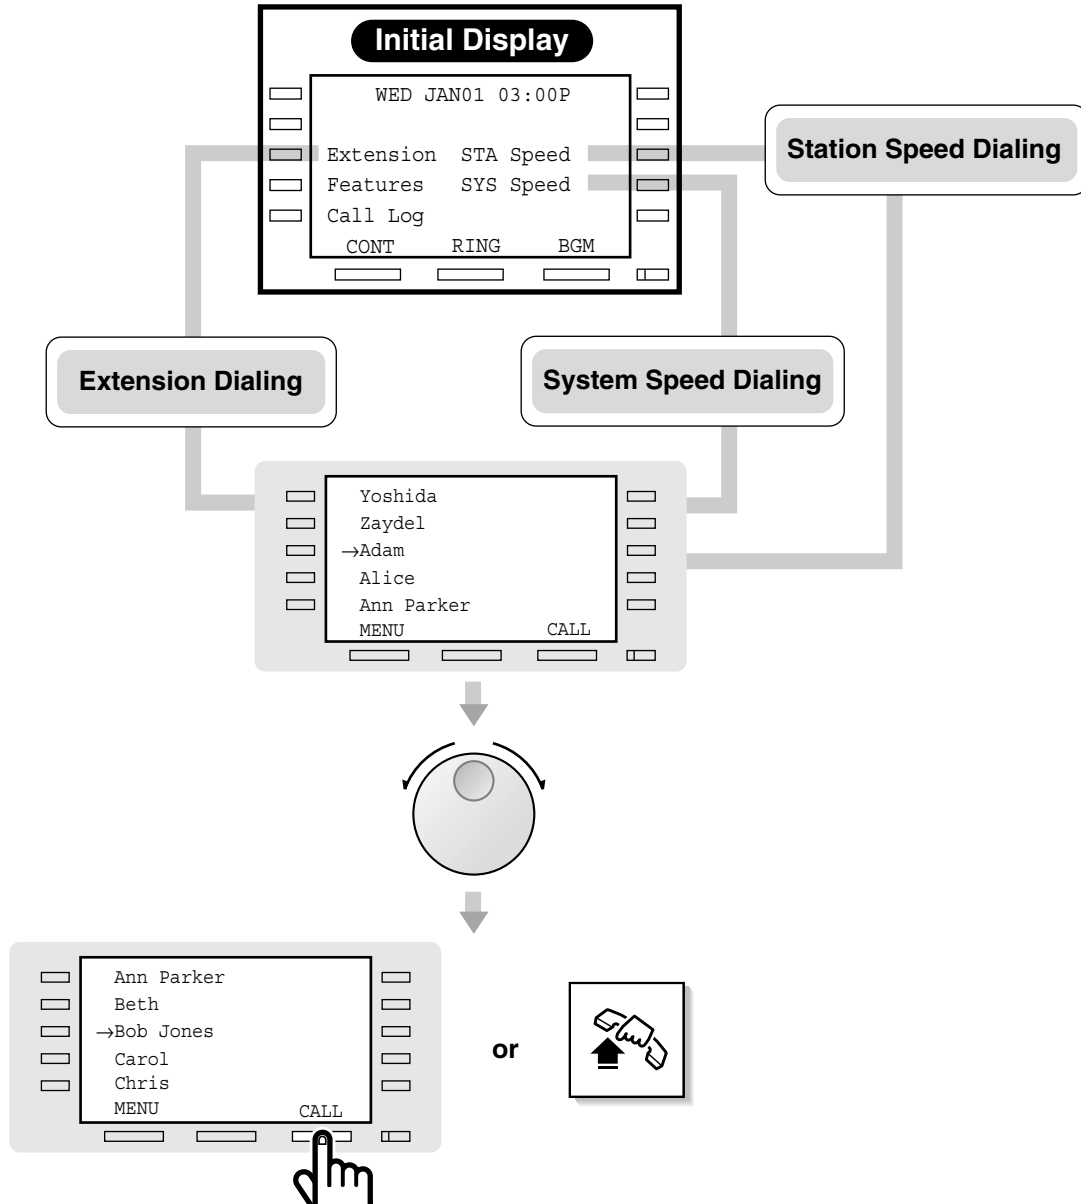 Initial Display
WED JAN01 03:00P
Extension STA Speed
Features SYS Speed
Call Log
CONT RING BGM
Station Speed Dialing
Extension Dialing
System Speed Dialing
Yoshida
Zaydel
→Adam
Alice
Ann Parker
MENU CALL
Ann Parker
Beth
→Bob Jones
Carol
Chris
MENU CALL
or